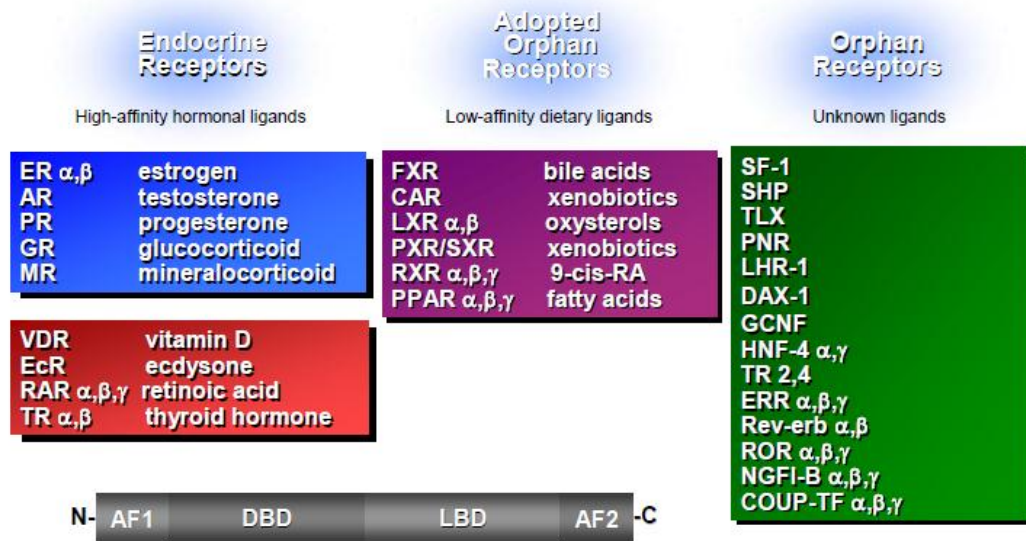 Endocrine
Receptors
High-affinity hormonal ligands
ER α,β estrogen
AR testosterone
PR progesterone
GR glucocorticoid
MR mineralocorticoid
VDR vitamin D
EcR ecdysone
RAR α,β,γ retinoic acid
TR α,β thyroid hormone
Adopted
Orphan
Receptors
Low-affinity dietary ligands
FXR bile acids
CAR xenobiotics
LXR α,β oxysterols
PXR/SXR xenobiotics
RXR α,β,γ 9-cis-RA
PPAR α,β,γ fatty acids
Orphan
Receptors
Unknown ligands
SF-1
SHP
TLX
PNR
LHR-1
DAX-1
GCNF
HNF-4 α,γ
TR 2,4
ERR α,β,γ
Rev-erb α,β
ROR α,β,γ
NGFI-B α,β,γ
COUP-TF α,β,γ
N- AF1 DBD LBD AF2 -C